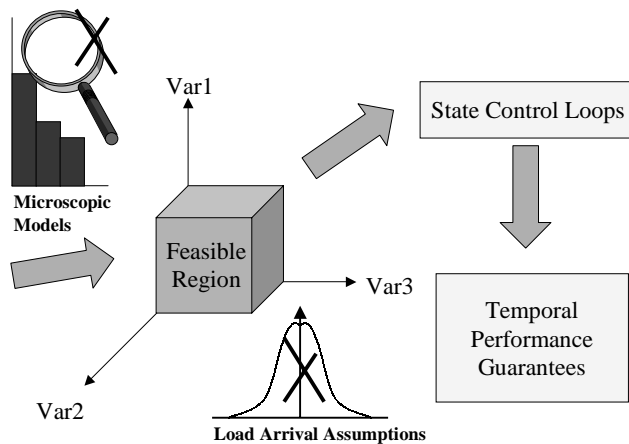 Var1
State Control Loops
Microscopic
Models
Feasible
Region
Var3
Temporal
Performance
Guarantees
Var2
Load Arrival Assumptions